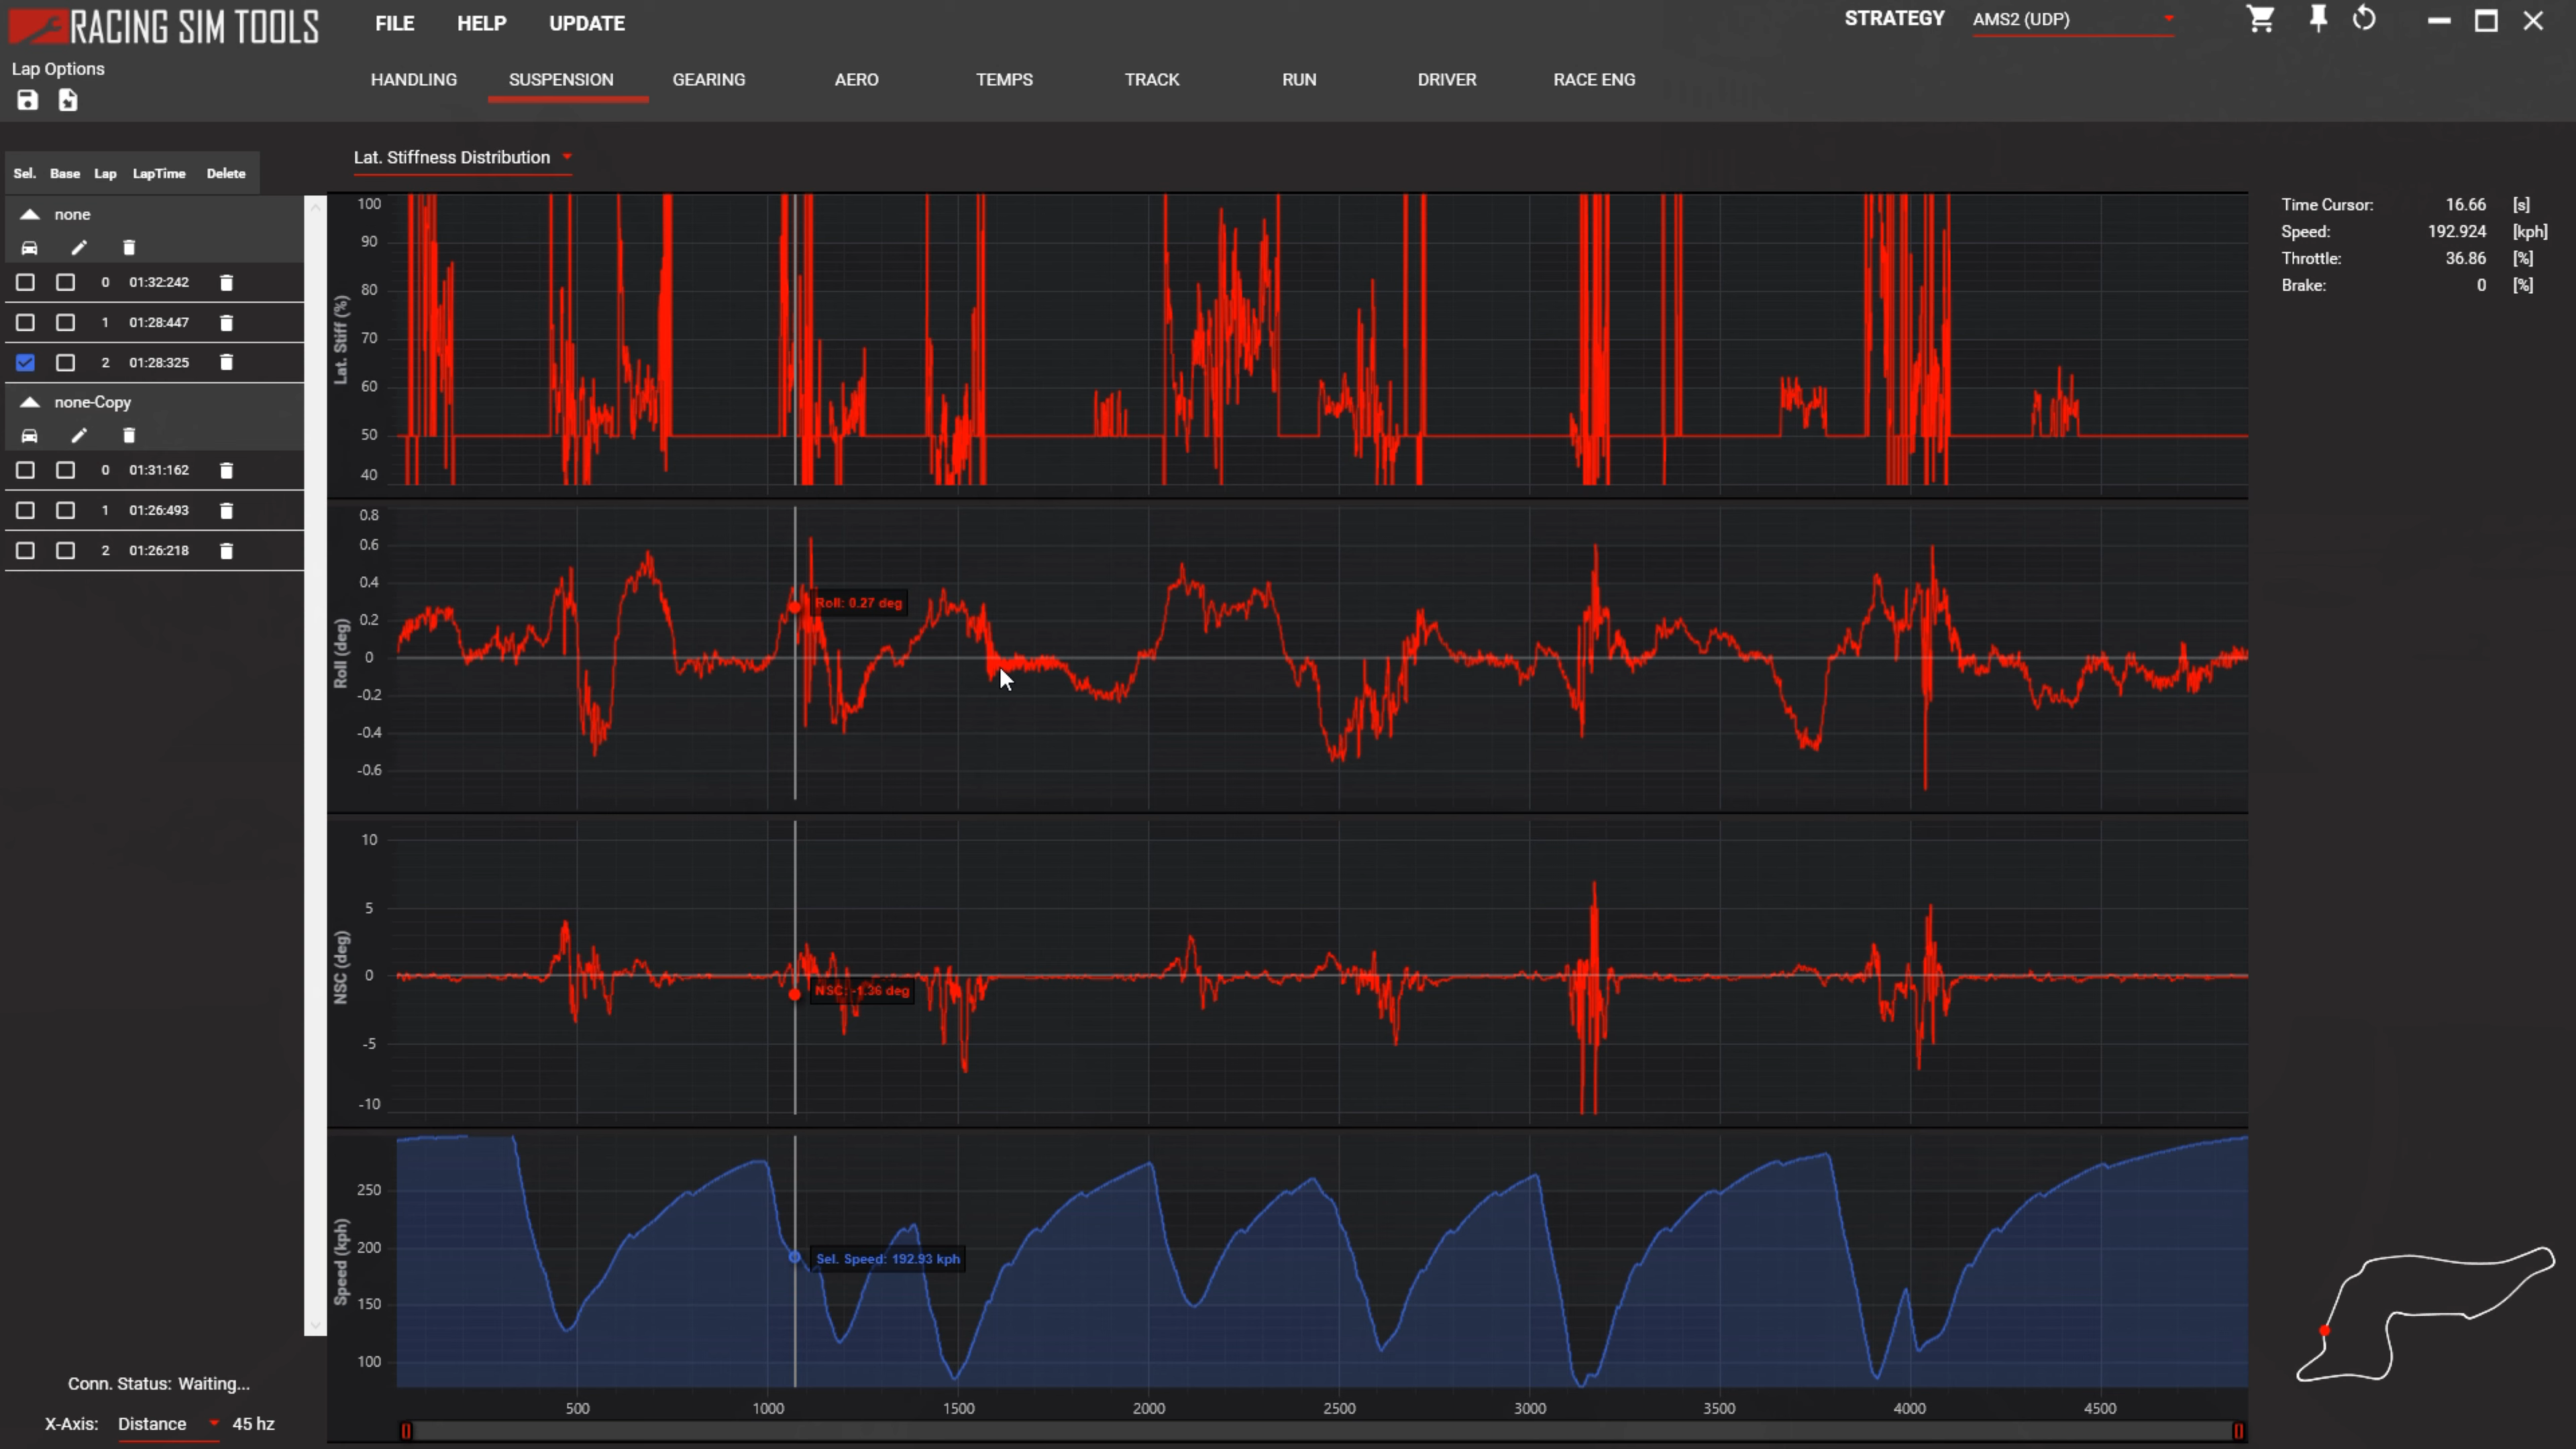 RACING SIM TOOLS
FILE HELP UPDATE
STRATEGY AMS2 (UDP)
Lap Options
HANDLING SUSPENSION GEARING AERO TEMPS TRACK RUN DRIVER RACE ENG
Lat. Stiffness Distribution
Sel. Base Lap LapTime Delete
none
0 01:32:242
1 01:28:447
2 01:28:325
none-Copy
0 01:31:162
1 01:26:493
2 01:26:218
Conn. Status: Waiting...
X-Axis: Distance 45 hz
Lat. Stiff (%)
100
90
80
70
60
50
40
Roll (deg)
0.8
0.6
0.4
0.2
0
-0.2
-0.4
-0.6
Roll: 0.27 deg
NSC (deg)
10
5
0
-5
-10
NSC: -1.36 deg
Speed (kph)
250
200
150
100
Sel. Speed: 192.93 kph
500 1000 1500 2000 2500 3000 3500 4000 4500
Time Cursor: 16.66 [s]
Speed: 192.924 [kph]
Throttle: 36.86 [%]
Brake: 0 [%]